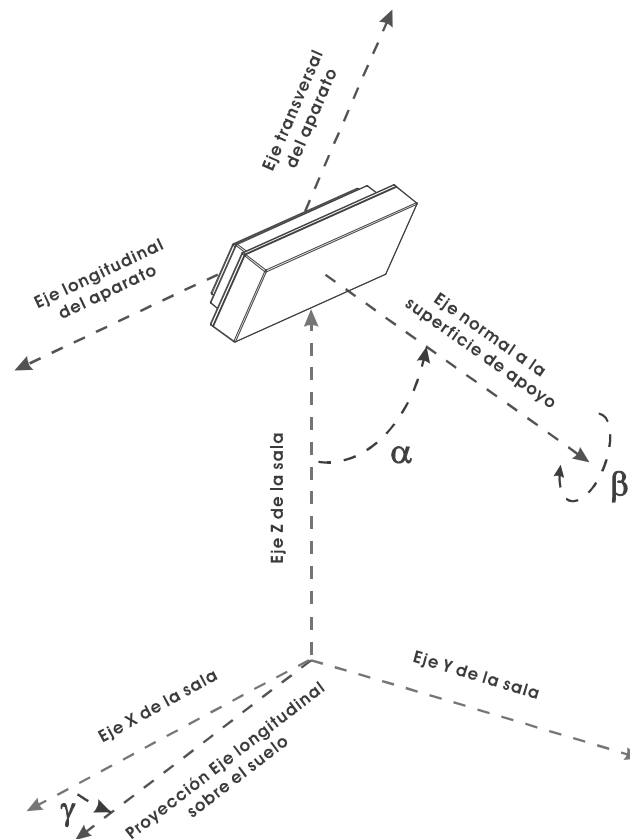 Eje transversal
del aparato
Eje longitudinal
del aparato
Eje normal a la
superficie de apoyo
α
β
Eje Z de la sala
Eje Y de la sala
Eje X de la sala
Proyección Eje longitudinal
sobre el suelo
γ